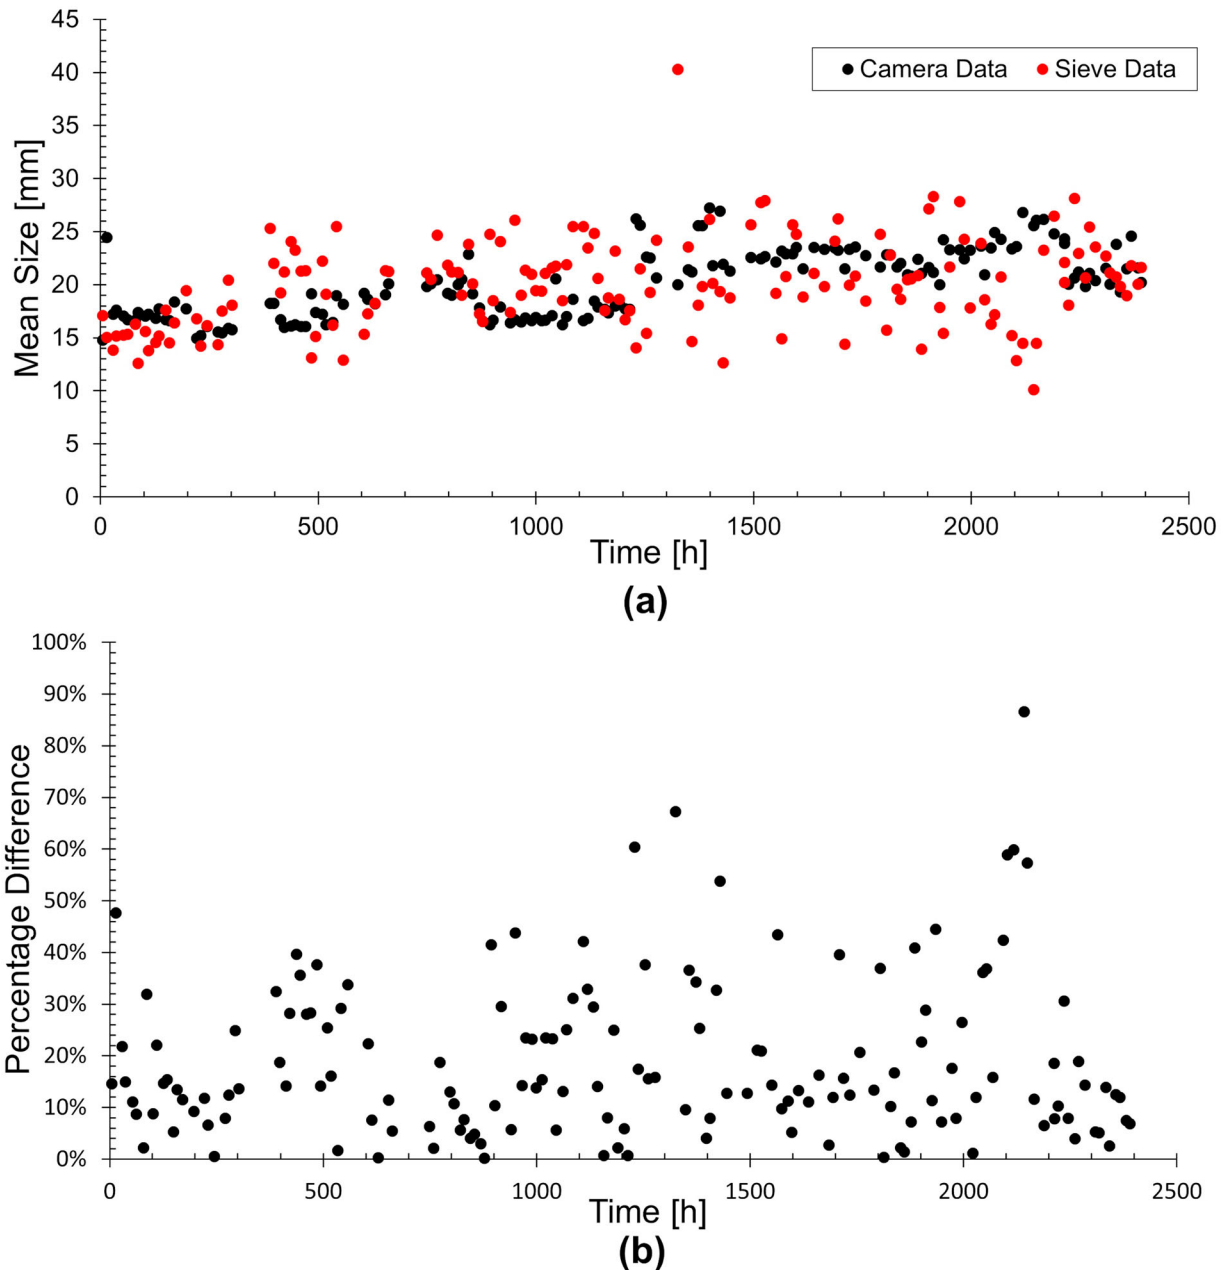 45
40
35
30
25
20
15
10
5
0
Mean Size [mm]
Camera Data Sieve Data
0 500 1000 1500 2000 2500
Time [h]
(a)
100%
90%
80%
70%
60%
50%
40%
30%
20%
10%
0%
Percentage Difference
0 500 1000 1500 2000 2500
Time [h]
(b)